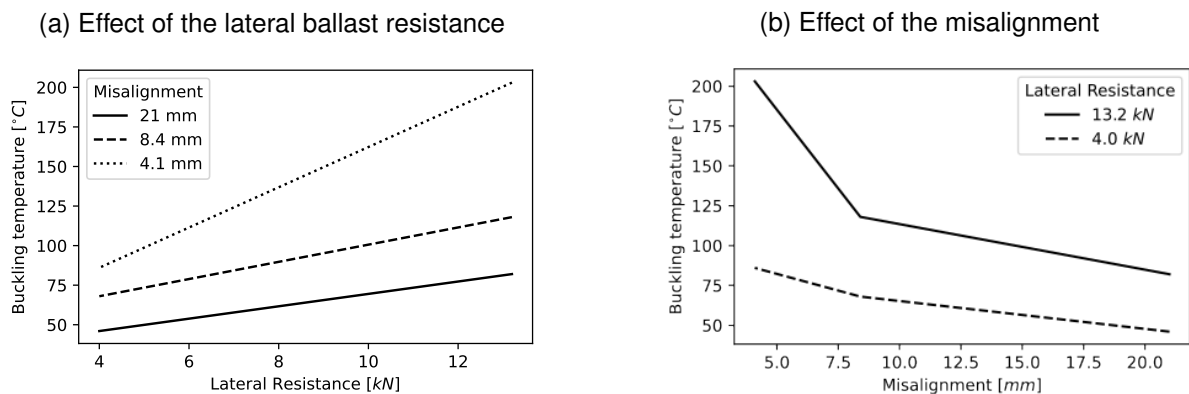 (a) Effect of the lateral ballast resistance
Buckling temperature [°C]
200
175
150
125
100
75
50
Misalignment
21 mm
8.4 mm
4.1 mm
4
6
8
10
12
Lateral Resistance [kN]
(b) Effect of the misalignment
Buckling temperature [°C]
200
175
150
125
100
75
50
Lateral Resistance
13.2 kN
4.0 kN
5.0
7.5
10.0
12.5
15.0
17.5
20.0
Misalignment [mm]